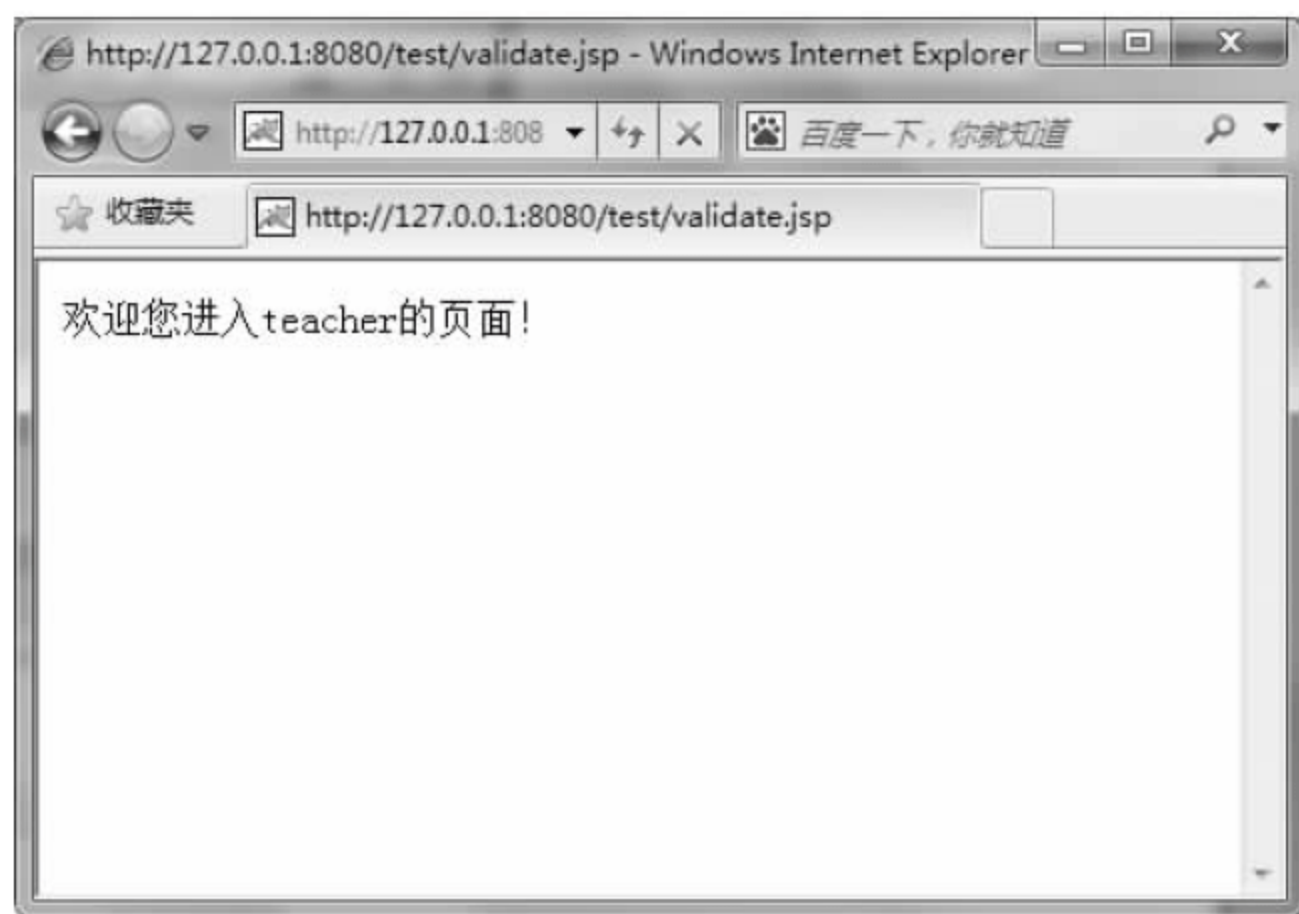 http://127.0.0.1:8080/test/validate.jsp - Windows Internet Explorer
http://127.0.0.1:808
百度一下，你就知道
收藏夹
http://127.0.0.1:8080/test/validate.jsp
欢迎您进入teacher的页面！